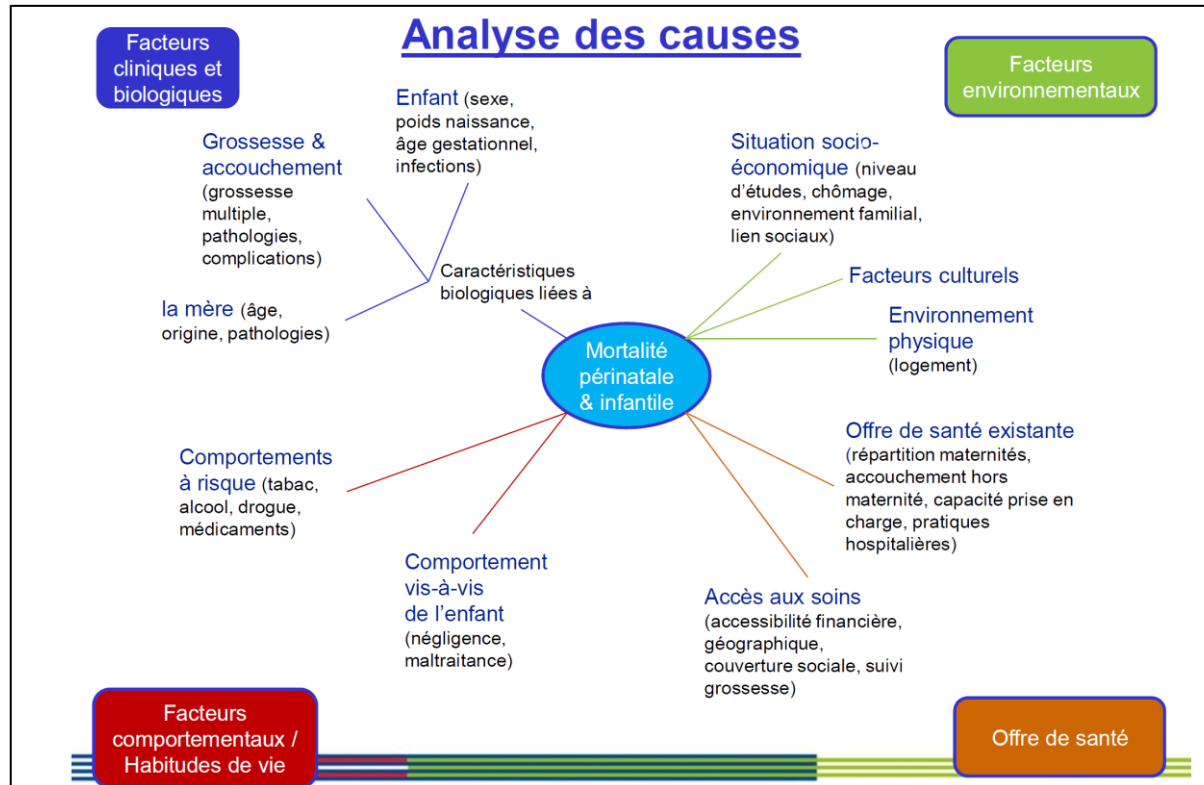 Analyse des causes
Facteurs
cliniques et
biologiques
Facteurs
environnementaux
Enfant (sexe,
poids naissance,
âge gestationnel,
infections)
Grossesse &
accouchement
(grossesse
multiple,
pathologies,
complications)
la mère (âge,
origine, pathologies)
Caractéristiques
biologiques liées à
Situation socio-
économique (niveau
d'études, chômage,
environnement familial,
lien sociaux)
Facteurs culturels
Environnement
physique
(logement)
Mortalité
périnatale
& infantile
Comportements
à risque (tabac,
alcool, drogue,
médicaments)
Comportement
vis-à-vis
de l'enfant
(négligence,
maltraitance)
Offre de santé existante
(répartition maternités,
accouchement hors
maternité, capacité prise en
charge, pratiques
hospitalières)
Accès aux soins
(accessibilité financière,
géographique,
couverture sociale, suivi
grossesse)
Facteurs
comportementaux /
Habitudes de vie
Offre de santé